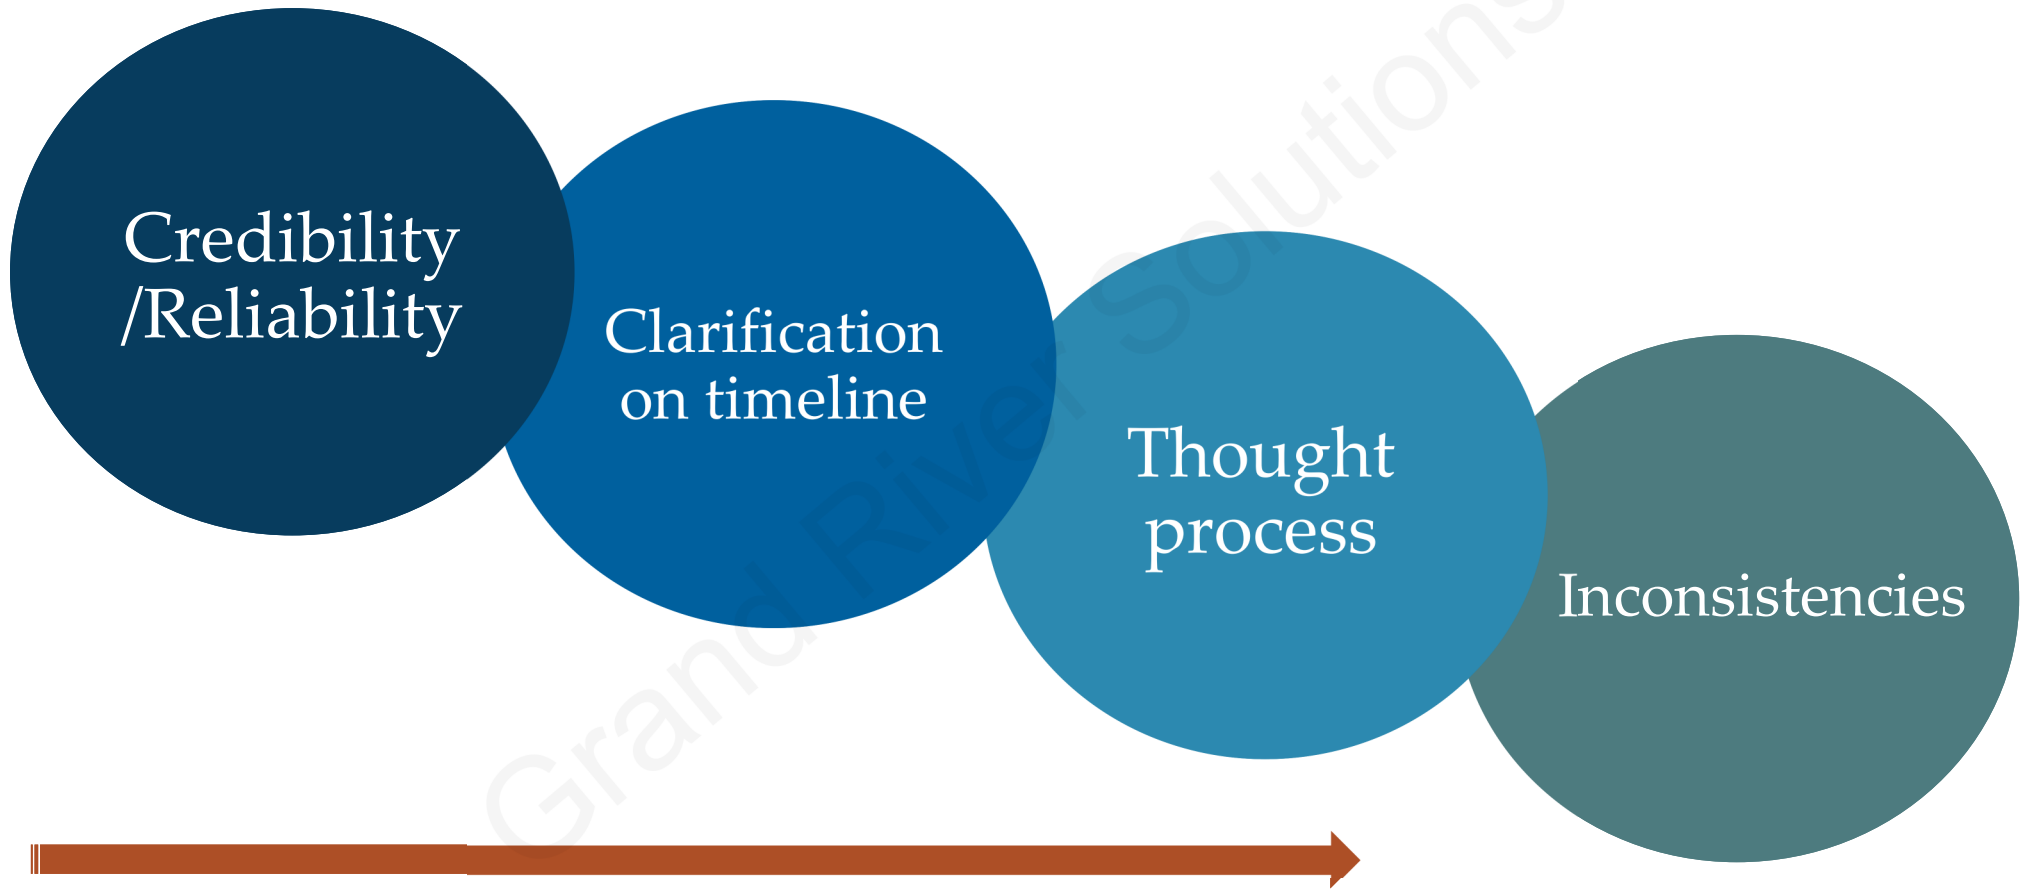 Credibility
/Reliability
Clarification
on timeline
Thought
process
Inconsistencies
Grand River Solutions